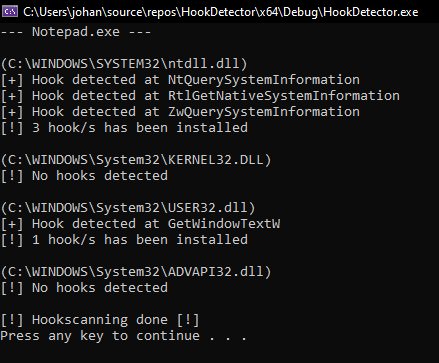 C:\Users\johan\source\repos\HookDetector\x64\Debug\HookDetector.exe
--- Notepad.exe ---
(C:\WINDOWS\SYSTEM32\ntdll.dll)
[+] Hook detected at NtQuerySystemInformation
[+] Hook detected at RtlGetNativeSystemInformation
[+] Hook detected at ZwQuerySystemInformation
[!] 3 hook/s has been installed
(C:\WINDOWS\System32\KERNEL32.DLL)
[!] No hooks detected
(C:\WINDOWS\System32\USER32.dll)
[+] Hook detected at GetWindowTextW
[!] 1 hook/s has been installed
(C:\WINDOWS\System32\ADVAPI32.dll)
[!] No hooks detected
[!] Hookscanning done [!]
Press any key to continue . . .